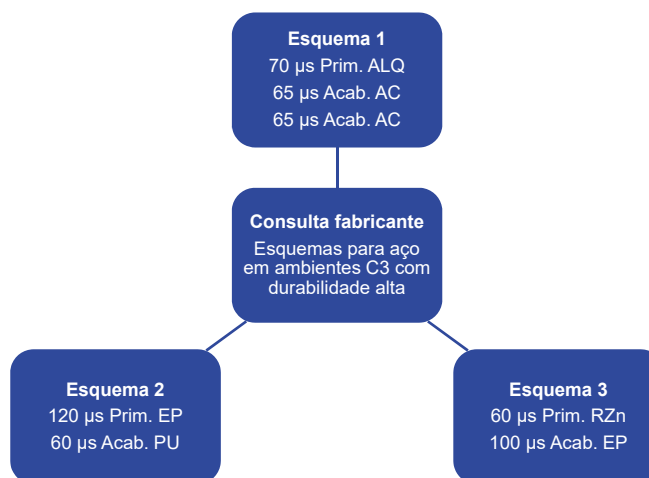 Esquema 1
70 μs Prim. ALQ
65 μs Acab. AC
65 μs Acab. AC
Consulta fabricante
Esquemas para aço
em ambientes C3 com
durabilidade alta
Esquema 2
120 μs Prim. EP
60 μs Acab. PU
Esquema 3
60 μs Prim. RZn
100 μs Acab. EP